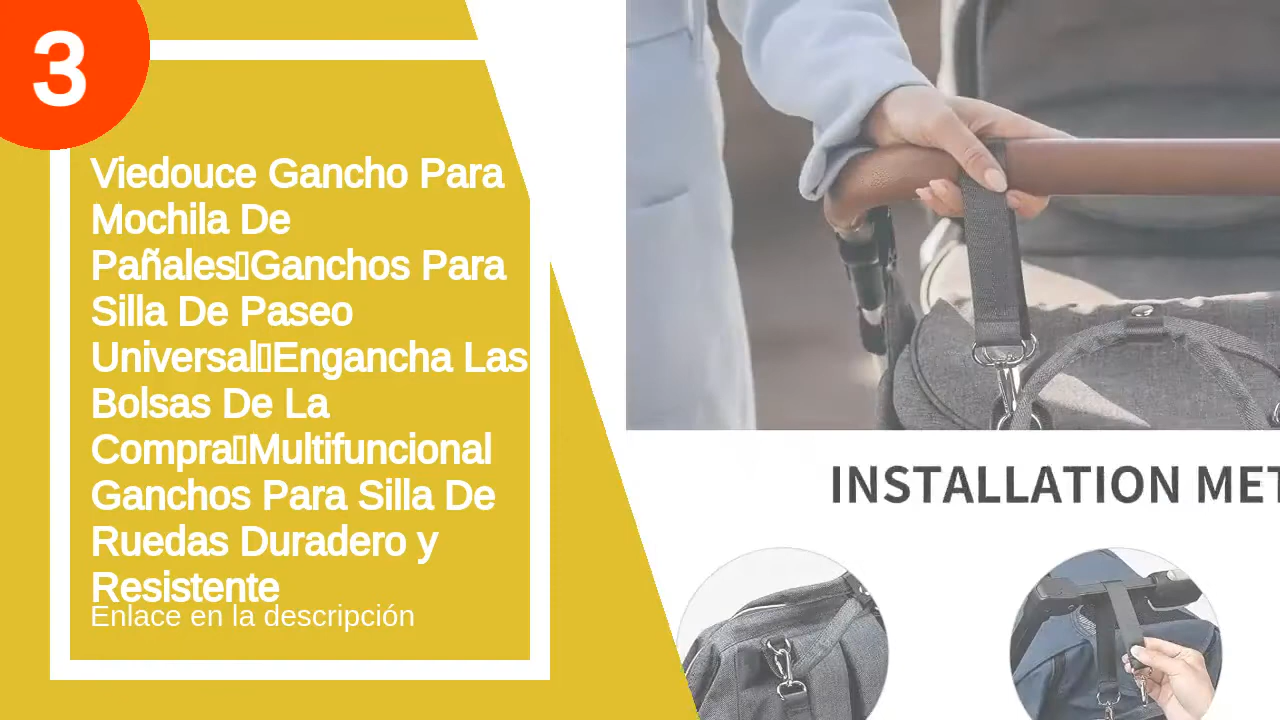 3
Viedouce Gancho Para
Mochila De
Pañales▯Ganchos Para
Silla De Paseo
Universal▯Engancha Las
Bolsas De La
Compra▯Multifuncional
Ganchos Para Silla De
Ruedas Duradero y
Resistente
Enlace en la descripción
INSTALLATION MET